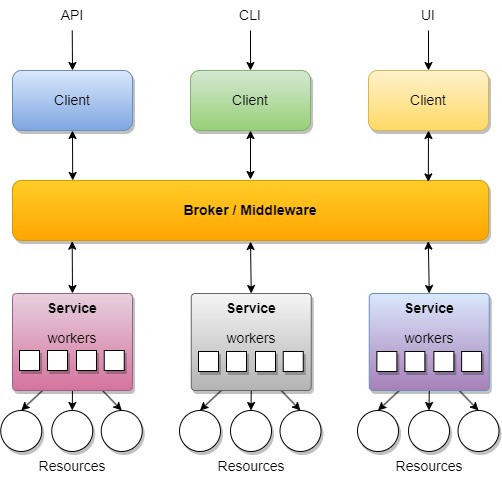 API CLI UI
Client Client Client
Broker / Middleware
Service Service Service
workers workers workers
Resources Resources Resources